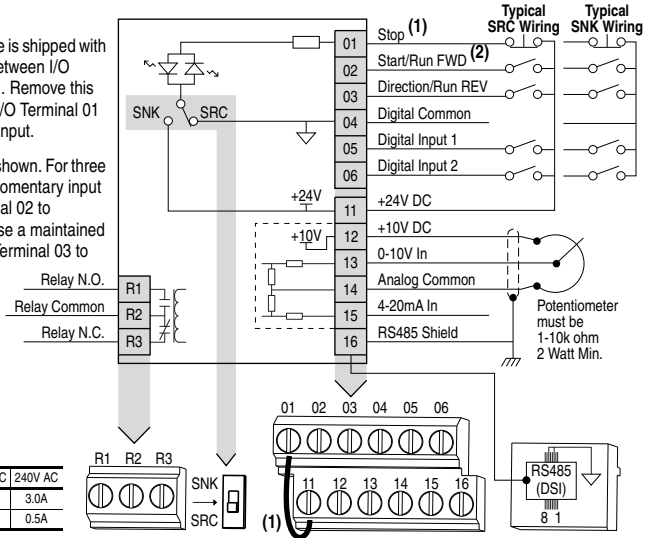 Typical SRC Wiring
Typical SNK Wiring
e is shipped with
etween I/O
. Remove this
/O Terminal 01
input.
shown. For three
omentary input
al 02 to
se a maintained
Terminal 03 to
SNK
SRC
+24V
+10V
01 Stop (1)
02 Start/Run FWD (2)
03 Direction/Run REV
04 Digital Common
05 Digital Input 1
06 Digital Input 2
11 +24V DC
12 +10V DC
13 0-10V In
14 Analog Common
15 4-20mA In
16 RS485 Shield
Potentiometer
must be
1-10k ohm
2 Watt Min.
Relay N.O. R1
Relay Common R2
Relay N.C. R3
R1 R2 R3
SNK
SRC
01 02 03 04 05 06
11 12 13 14 15 16
(1)
RS485
(DSI)
8 1
C 240V AC
3.0A
0.5A